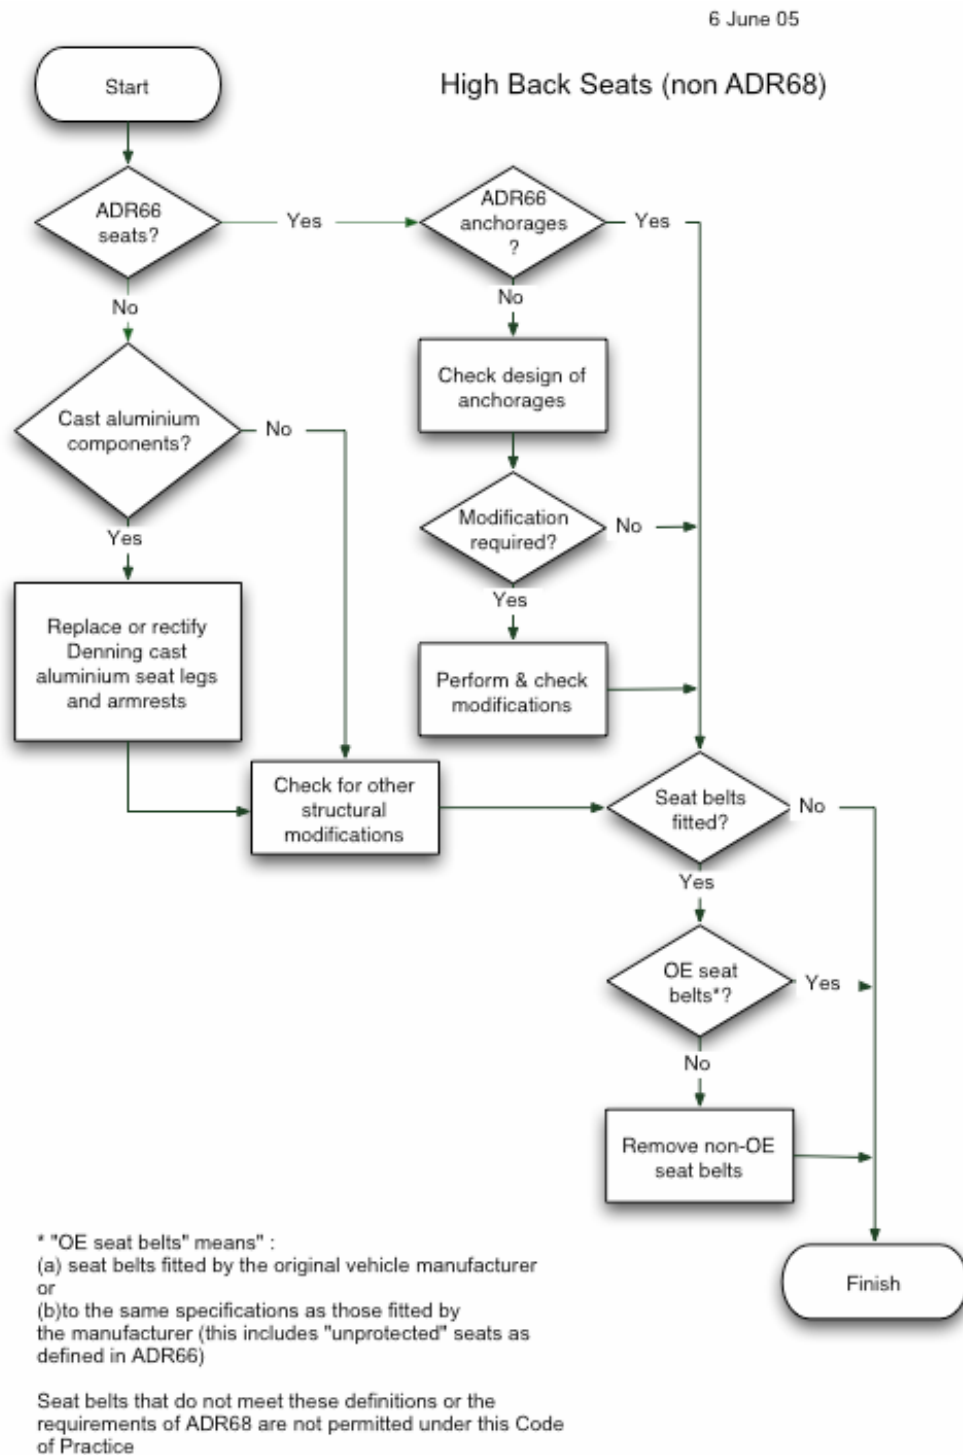 6 June 05
High Back Seats (non ADR68)
Start
ADR66
seats?
Yes
ADR66
anchorages
?
Yes
No
No
Check design of
anchorages
Cast aluminium
components?
No
Modification
required?
No
Yes
Yes
Replace or rectify
Denning cast
aluminium seat legs
and armrests
Perform & check
modifications
Check for other
structural
modifications
Seat belts
fitted?
No
Yes
OE seat
belts*?
Yes
No
Remove non-OE
seat belts
Finish
* "OE seat belts" means" :
(a) seat belts fitted by the original vehicle manufacturer
or
(b)to the same specifications as those fitted by
the manufacturer (this includes "unprotected" seats as
defined in ADR66)
Seat belts that do not meet these definitions or the
requirements of ADR68 are not permitted under this Code
of Practice